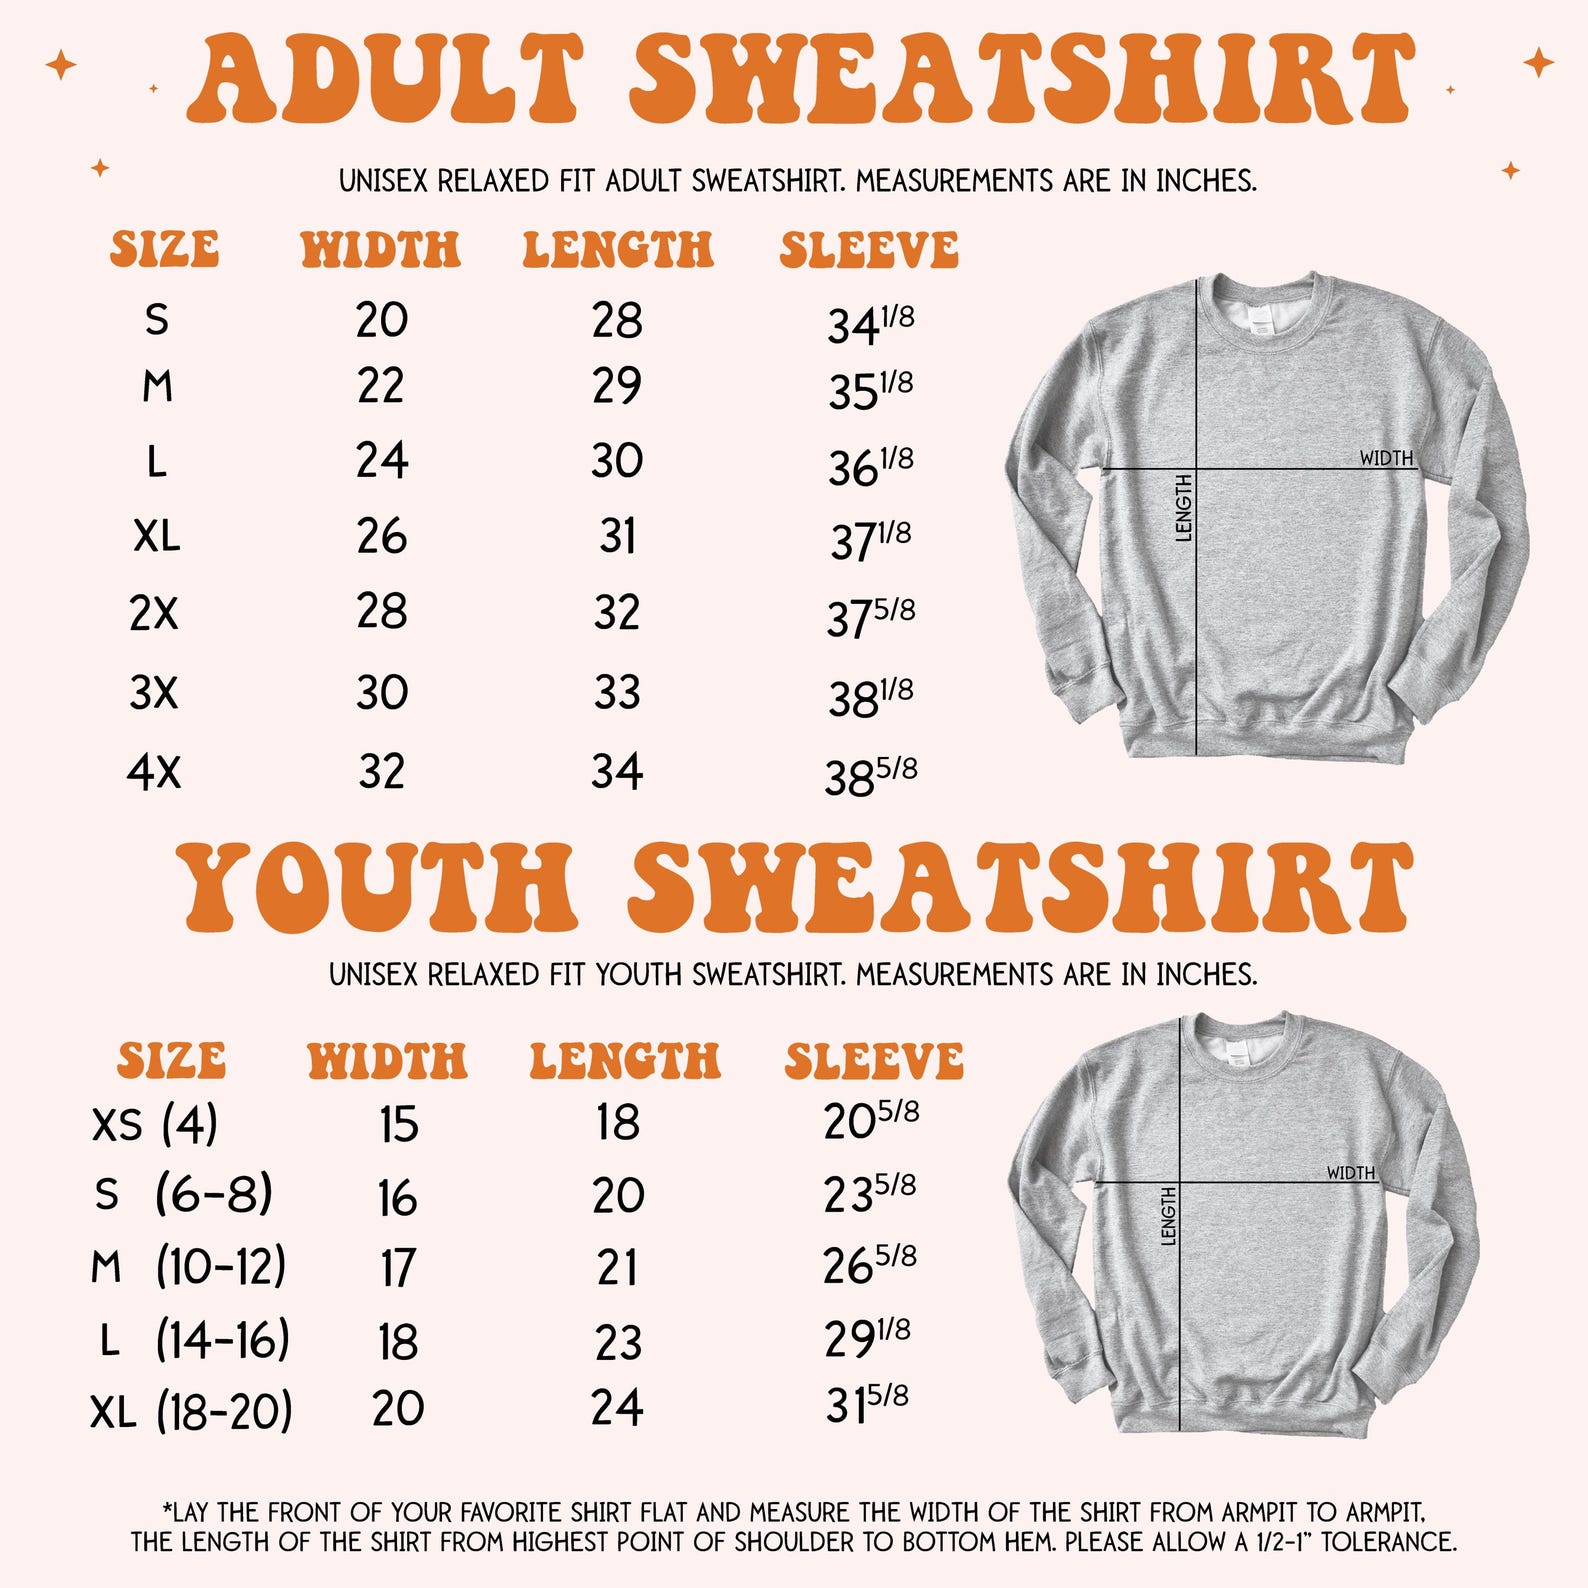 ADULT SWEATSHIRT
UNISEX RELAXED FIT ADULT SWEATSHIRT. MEASUREMENTS ARE IN INCHES.
SIZE WIDTH LENGTH SLEEVE
S 20 28 34 1/8
M 22 29 35 1/8
L 24 30 36 1/8
XL 26 31 37 1/8
2X 28 32 37 5/8
3X 30 33 38 1/8
4X 32 34 38 5/8
WIDTH
LENGTH
YOUTH SWEATSHIRT
UNISEX RELAXED FIT YOUTH SWEATSHIRT. MEASUREMENTS ARE IN INCHES.
SIZE WIDTH LENGTH SLEEVE
XS (4) 15 18 20 5/8
S (6-8) 16 20 23 5/8
M (10-12) 17 21 26 5/8
L (14-16) 18 23 29 1/8
XL (18-20) 20 24 31 5/8
WIDTH
LENGTH
*LAY THE FRONT OF YOUR FAVORITE SHIRT FLAT AND MEASURE THE WIDTH OF THE SHIRT FROM ARMPIT TO ARMPIT,
THE LENGTH OF THE SHIRT FROM HIGHEST POINT OF SHOULDER TO BOTTOM HEM. PLEASE ALLOW A 1/2-1" TOLERANCE.